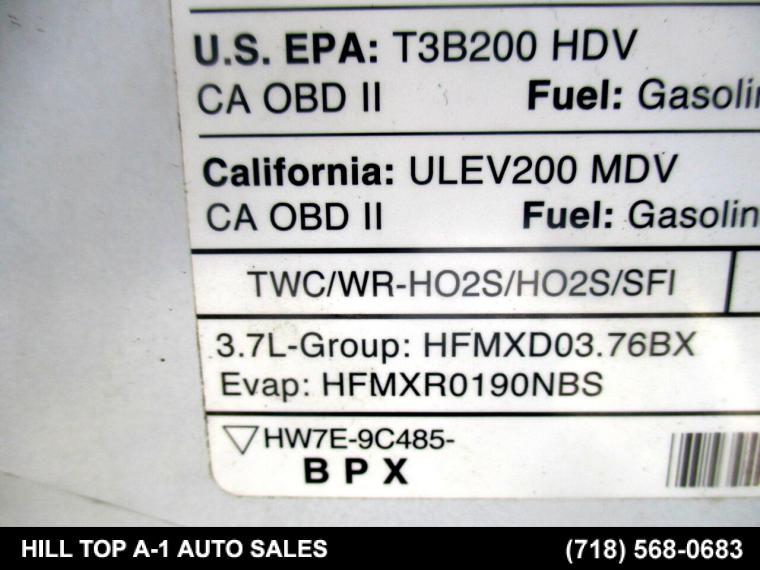 U.S. EPA: T3B200 HDV
CA OBD II Fuel: Gasolin
California: ULEV200 MDV
CA OBD II Fuel: Gasolin
TWC/WR-HO2S/HO2S/SFI
3.7L-Group: HFMXD03.76BX
Evap: HFMXR0190NBS
HW7E-9C485-
BPX
HILL TOP A-1 AUTO SALES (718) 568-0683